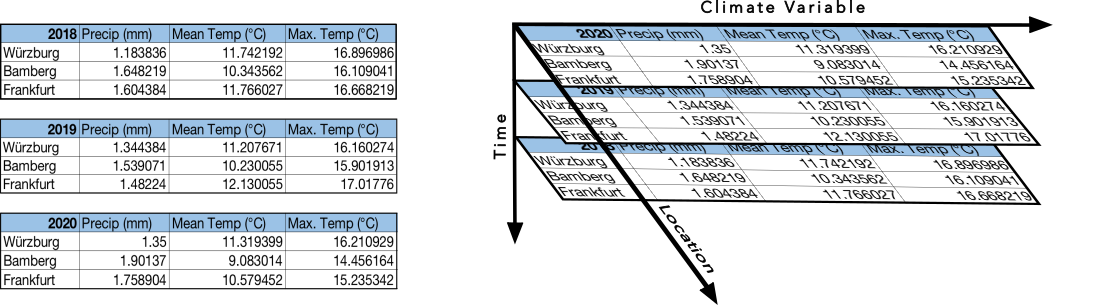 2018 Precip (mm) Mean Temp (°C) Max. Temp (°C)
Würzburg 1.183836 11.742192 16.896986
Bamberg 1.648219 10.343562 16.109041
Frankfurt 1.604384 11.766027 16.668219
2019 Precip (mm) Mean Temp (°C) Max. Temp (°C)
Würzburg 1.344384 11.207671 16.160274
Bamberg 1.539071 10.230055 15.901913
Frankfurt 1.48224 12.130055 17.01776
2020 Precip (mm) Mean Temp (°C) Max. Temp (°C)
Würzburg 1.35 11.319399 16.210929
Bamberg 1.90137 9.083014 14.456164
Frankfurt 1.758904 10.579452 15.235342
Climate Variable
2020 Precip (mm) Mean Temp (°C) Max. Temp (°C)
Würzburg 1.35 11.319399 16.210929
Bamberg 1.90137 9.083014 14.456164
Frankfurt 1.758904 10.579452 15.235342
2019 Precip (mm) Mean Temp (°C) Max. Temp (°C)
Würzburg 1.344384 11.207671 16.160274
Bamberg 1.539071 10.230055 15.901913
Frankfurt 1.48224 12.130055 17.01776
Precip (mm) Mean Temp (°C) Max. Temp (°C)
Würzburg 1.183836 11.742192 16.896986
Bamberg 1.648219 10.343562 16.109041
Frankfurt 1.604384 11.766027 16.668219
Time
Location